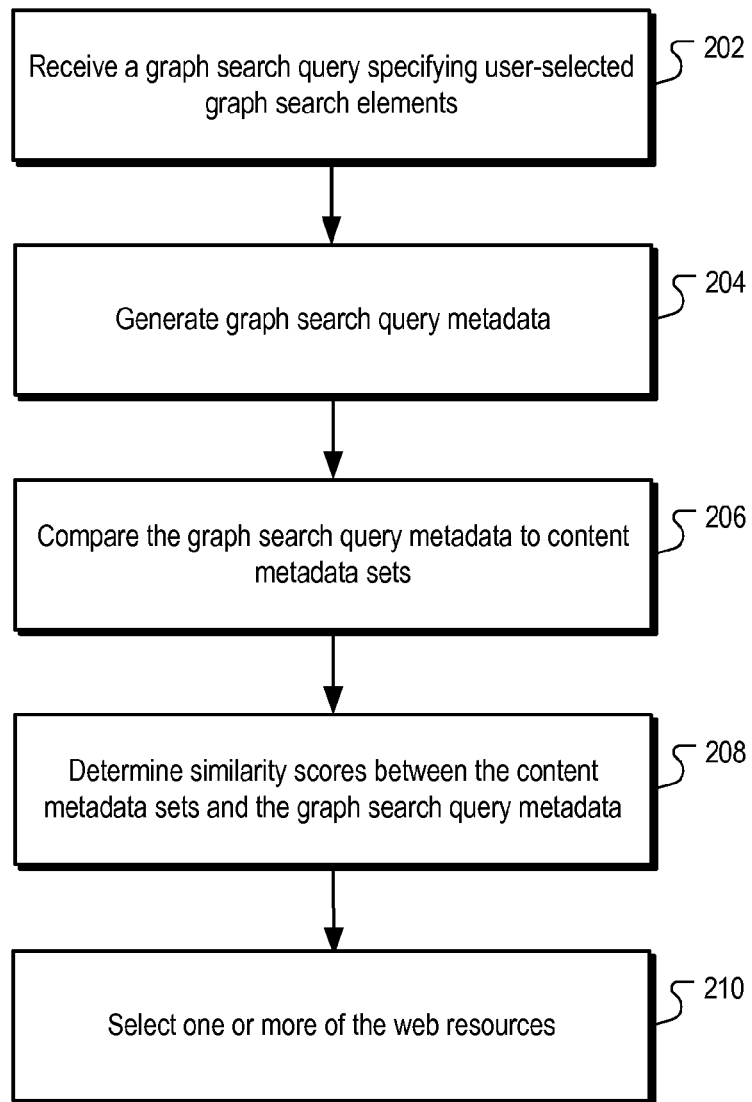 Receive a graph search query specifying user-selected
graph search elements
202
Generate graph search query metadata
204
Compare the graph search query metadata to content
metadata sets
206
Determine similarity scores between the content
metadata sets and the graph search query metadata
208
Select one or more of the web resources
210